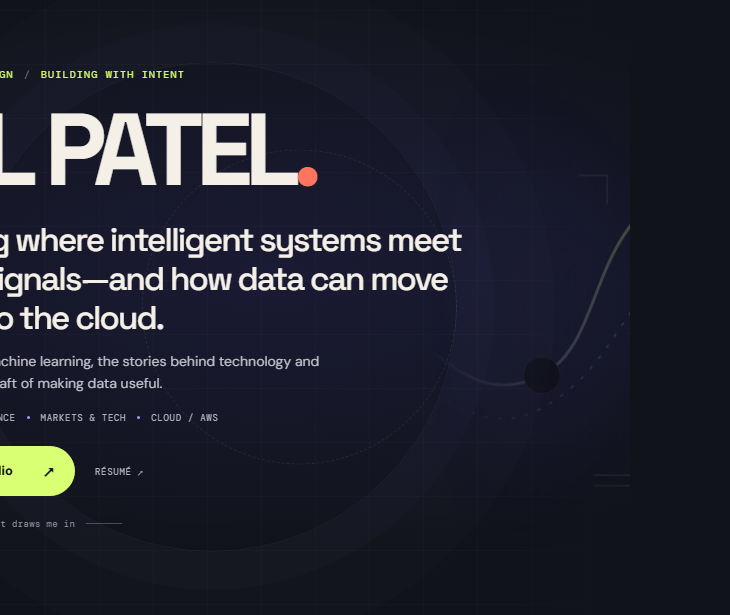 GN / BUILDING WITH INTENT
L PATEL.
g where intelligent systems meet
ignals—and how data can move
o the cloud.
achine learning, the stories behind technology and
aft of making data useful.
NCE • MARKETS & TECH • CLOUD / AWS
lio ↗
RÉSUMÉ ↗
t draws me in